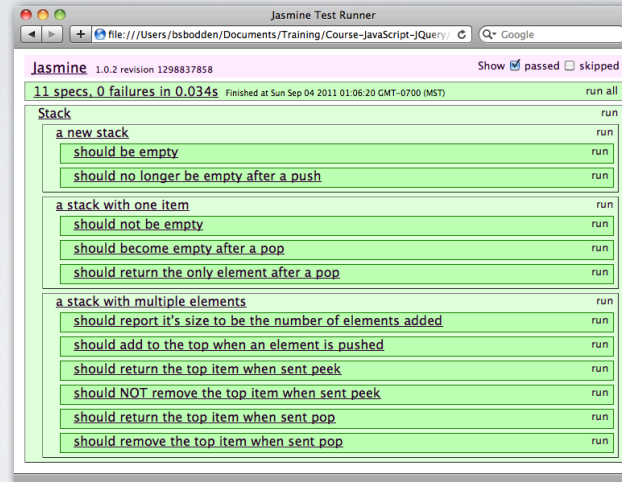 Jasmine Test Runner
file:///Users/bsbodden/Documents/Training/Course-JavaScript-JQuery/ Google
Jasmine 1.0.2 revision 1298837858 Show passed skipped
11 specs, 0 failures in 0.034s Finished at Sun Sep 04 2011 01:06:20 GMT-0700 (MST) run all
Stack run
a new stack run
should be empty run
should no longer be empty after a push run
a stack with one item run
should not be empty run
should become empty after a pop run
should return the only element after a pop run
a stack with multiple elements run
should report it's size to be the number of elements added run
should add to the top when an element is pushed run
should return the top item when sent peek run
should NOT remove the top item when sent peek run
should return the top item when sent pop run
should remove the top item when sent pop run